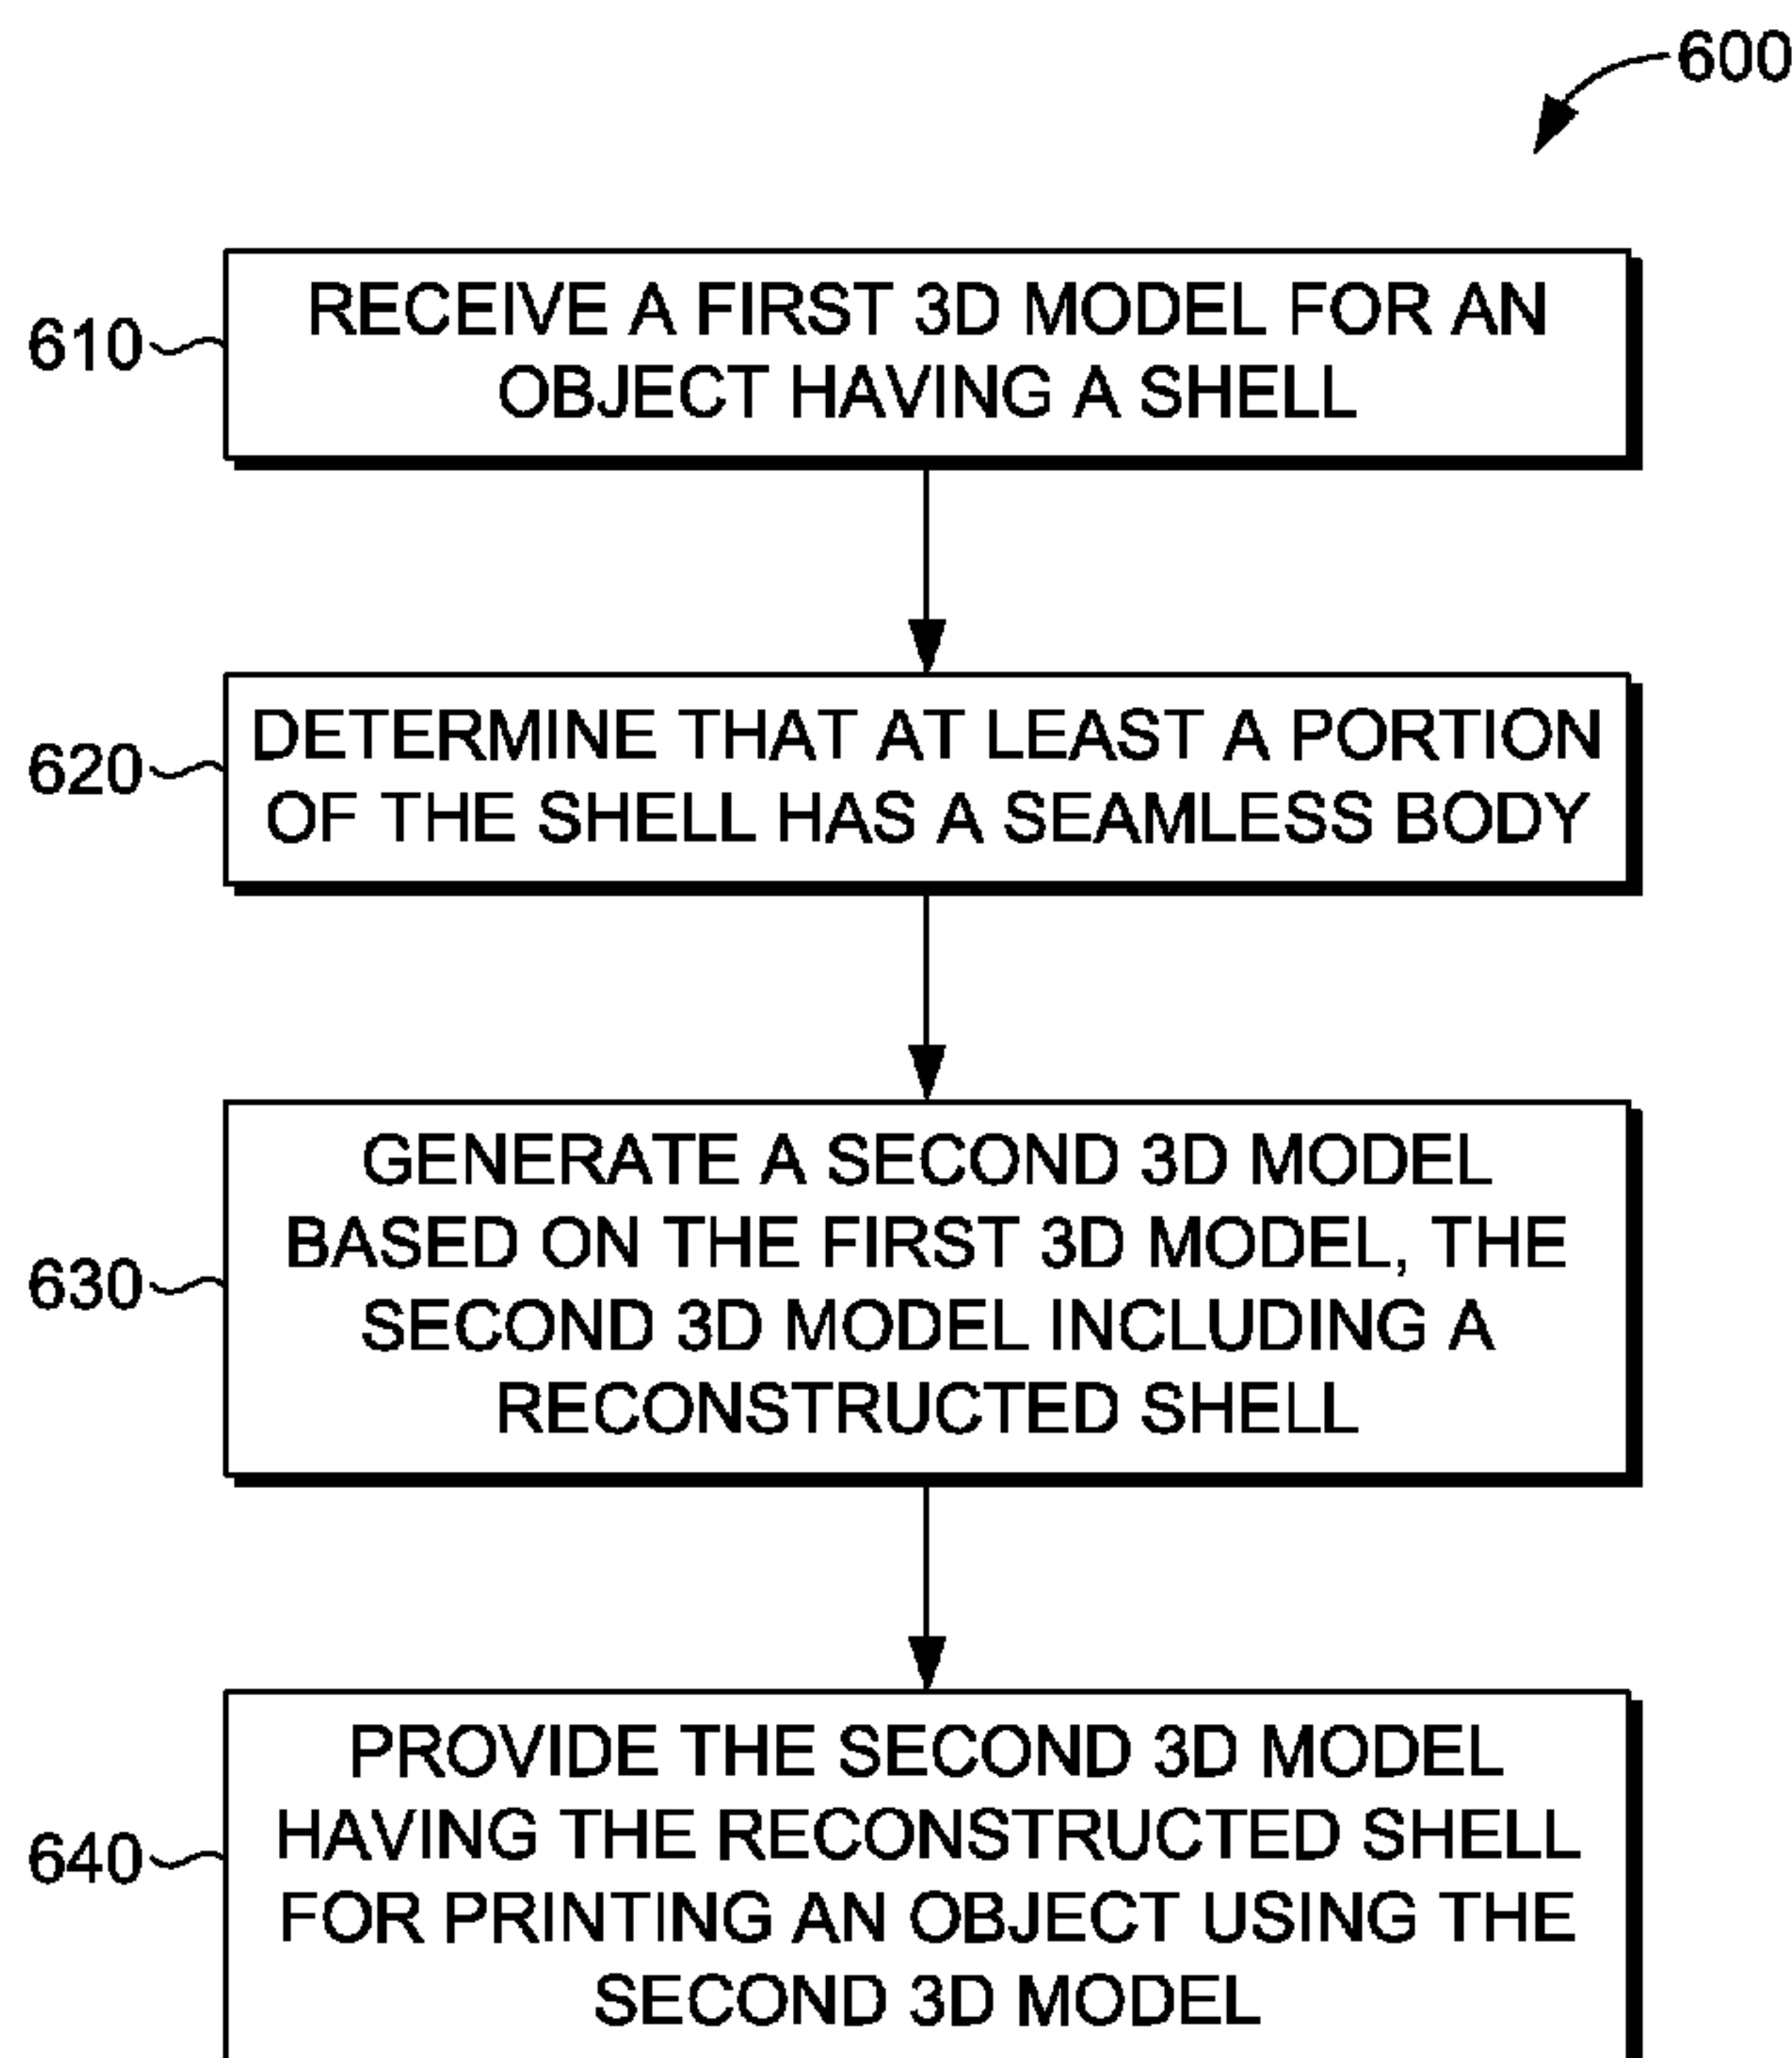 600
610
RECEIVE A FIRST 3D MODEL FOR AN
OBJECT HAVING A SHELL
620
DETERMINE THAT AT LEAST A PORTION
OF THE SHELL HAS A SEAMLESS BODY
630
GENERATE A SECOND 3D MODEL
BASED ON THE FIRST 3D MODEL, THE
SECOND 3D MODEL INCLUDING A
RECONSTRUCTED SHELL
640
PROVIDE THE SECOND 3D MODEL
HAVING THE RECONSTRUCTED SHELL
FOR PRINTING AN OBJECT USING THE
SECOND 3D MODEL